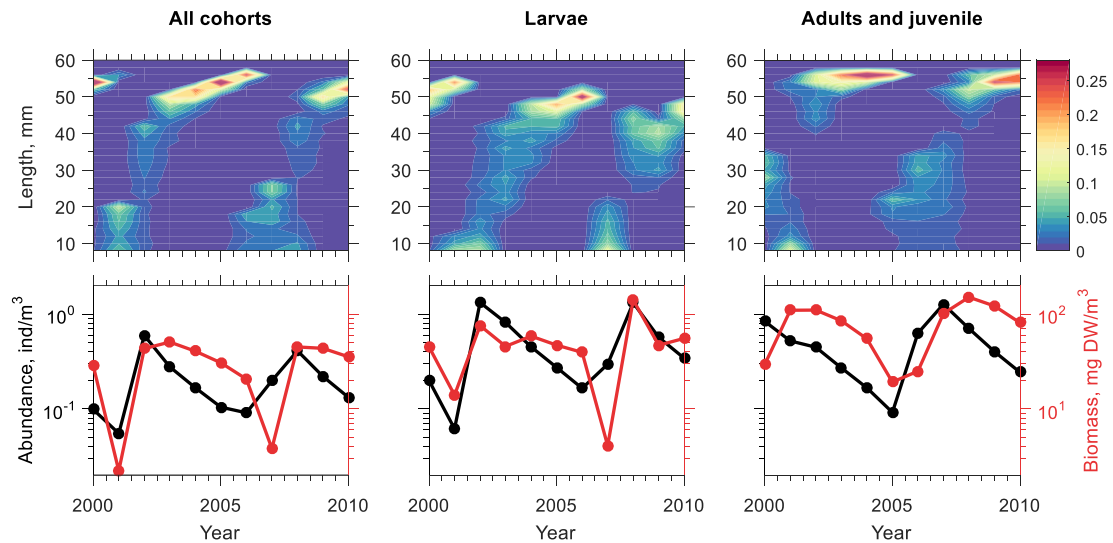 All cohorts
Larvae
Adults and juvenile
Length, mm
60
50
40
30
20
10
60
50
40
30
20
10
60
50
40
30
20
10
0.25
0.2
0.15
0.1
0.05
0
Abundance, ind/m³
10⁰
10⁻¹
10²
10¹
Biomass, mg DW/m³
2000 2005 2010
2000 2005 2010
2000 2005 2010
Year
Year
Year